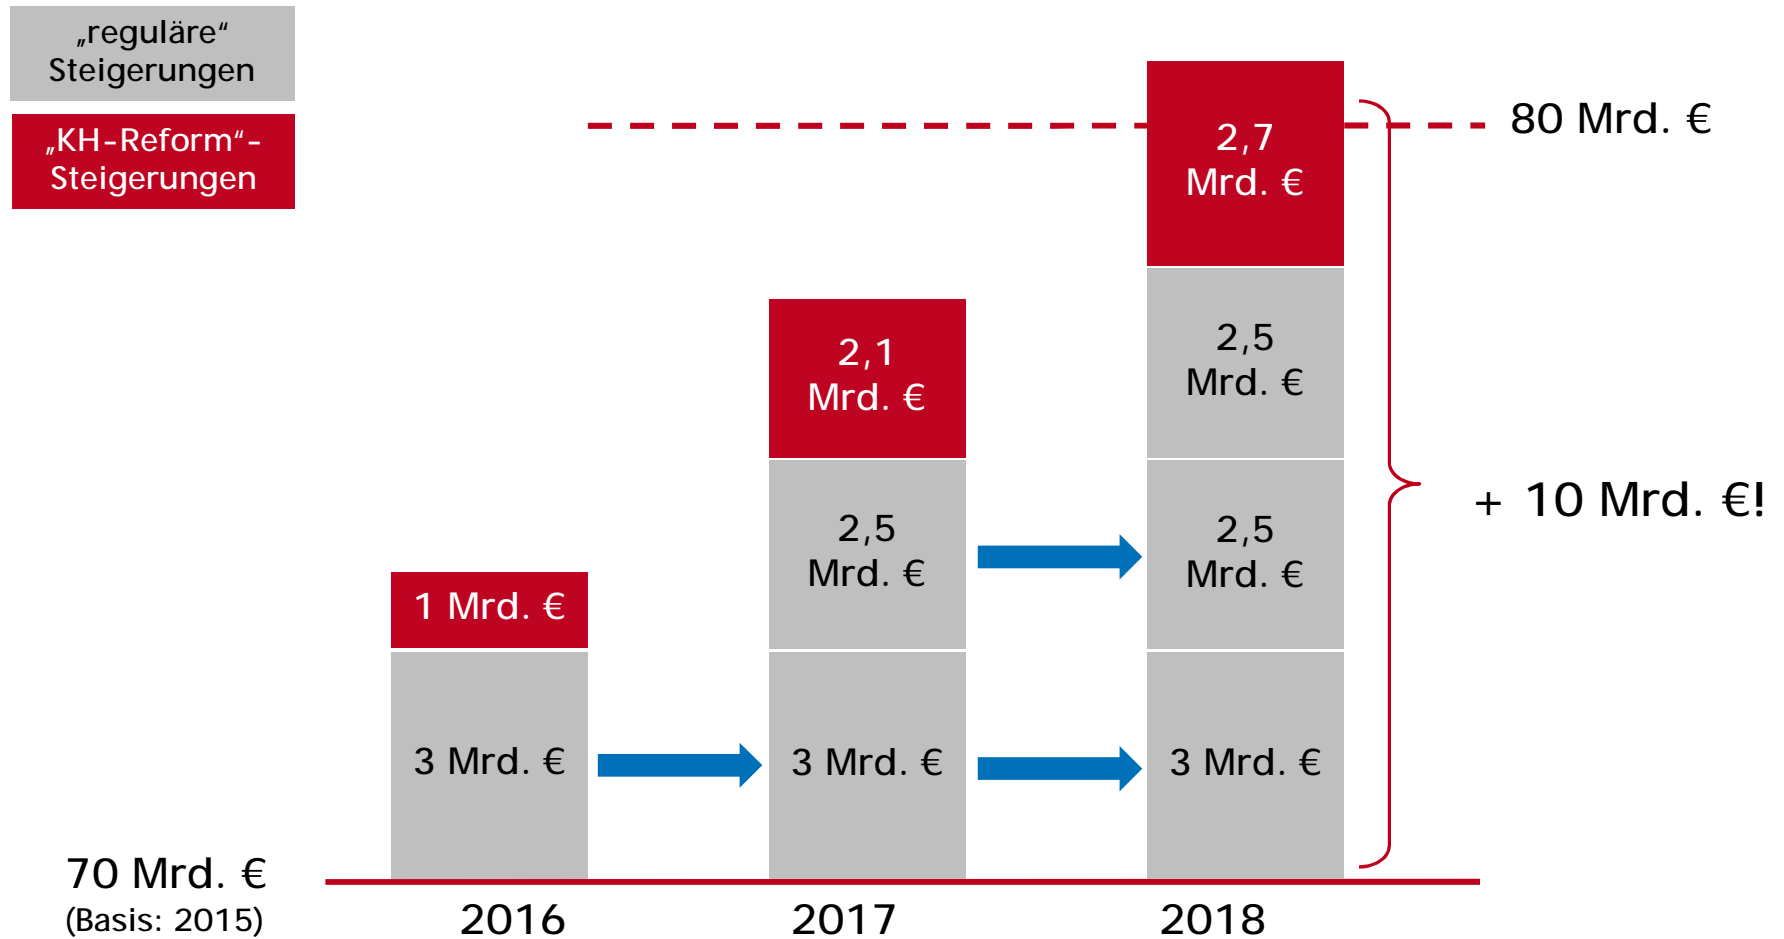 „reguläre“
Steigerungen
„KH-Reform“-
Steigerungen
80 Mrd. €
2,7
Mrd. €
2,1
Mrd. €
2,5
Mrd. €
+ 10 Mrd. €!
2,5
Mrd. €
2,5
Mrd. €
1 Mrd. €
3 Mrd. €
3 Mrd. €
3 Mrd. €
70 Mrd. €
(Basis: 2015)
2016
2017
2018